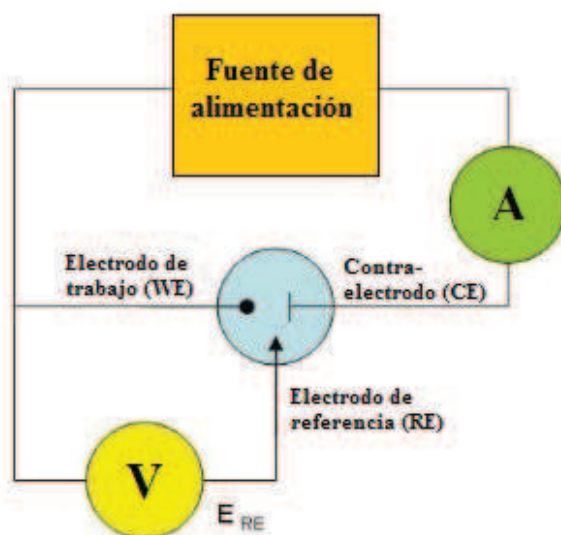 Fuente de
alimentación
A
Electrodo de
trabajo (WE)
Contra-
electrodo (CE)
Electrodo de
referencia (RE)
V
E RE